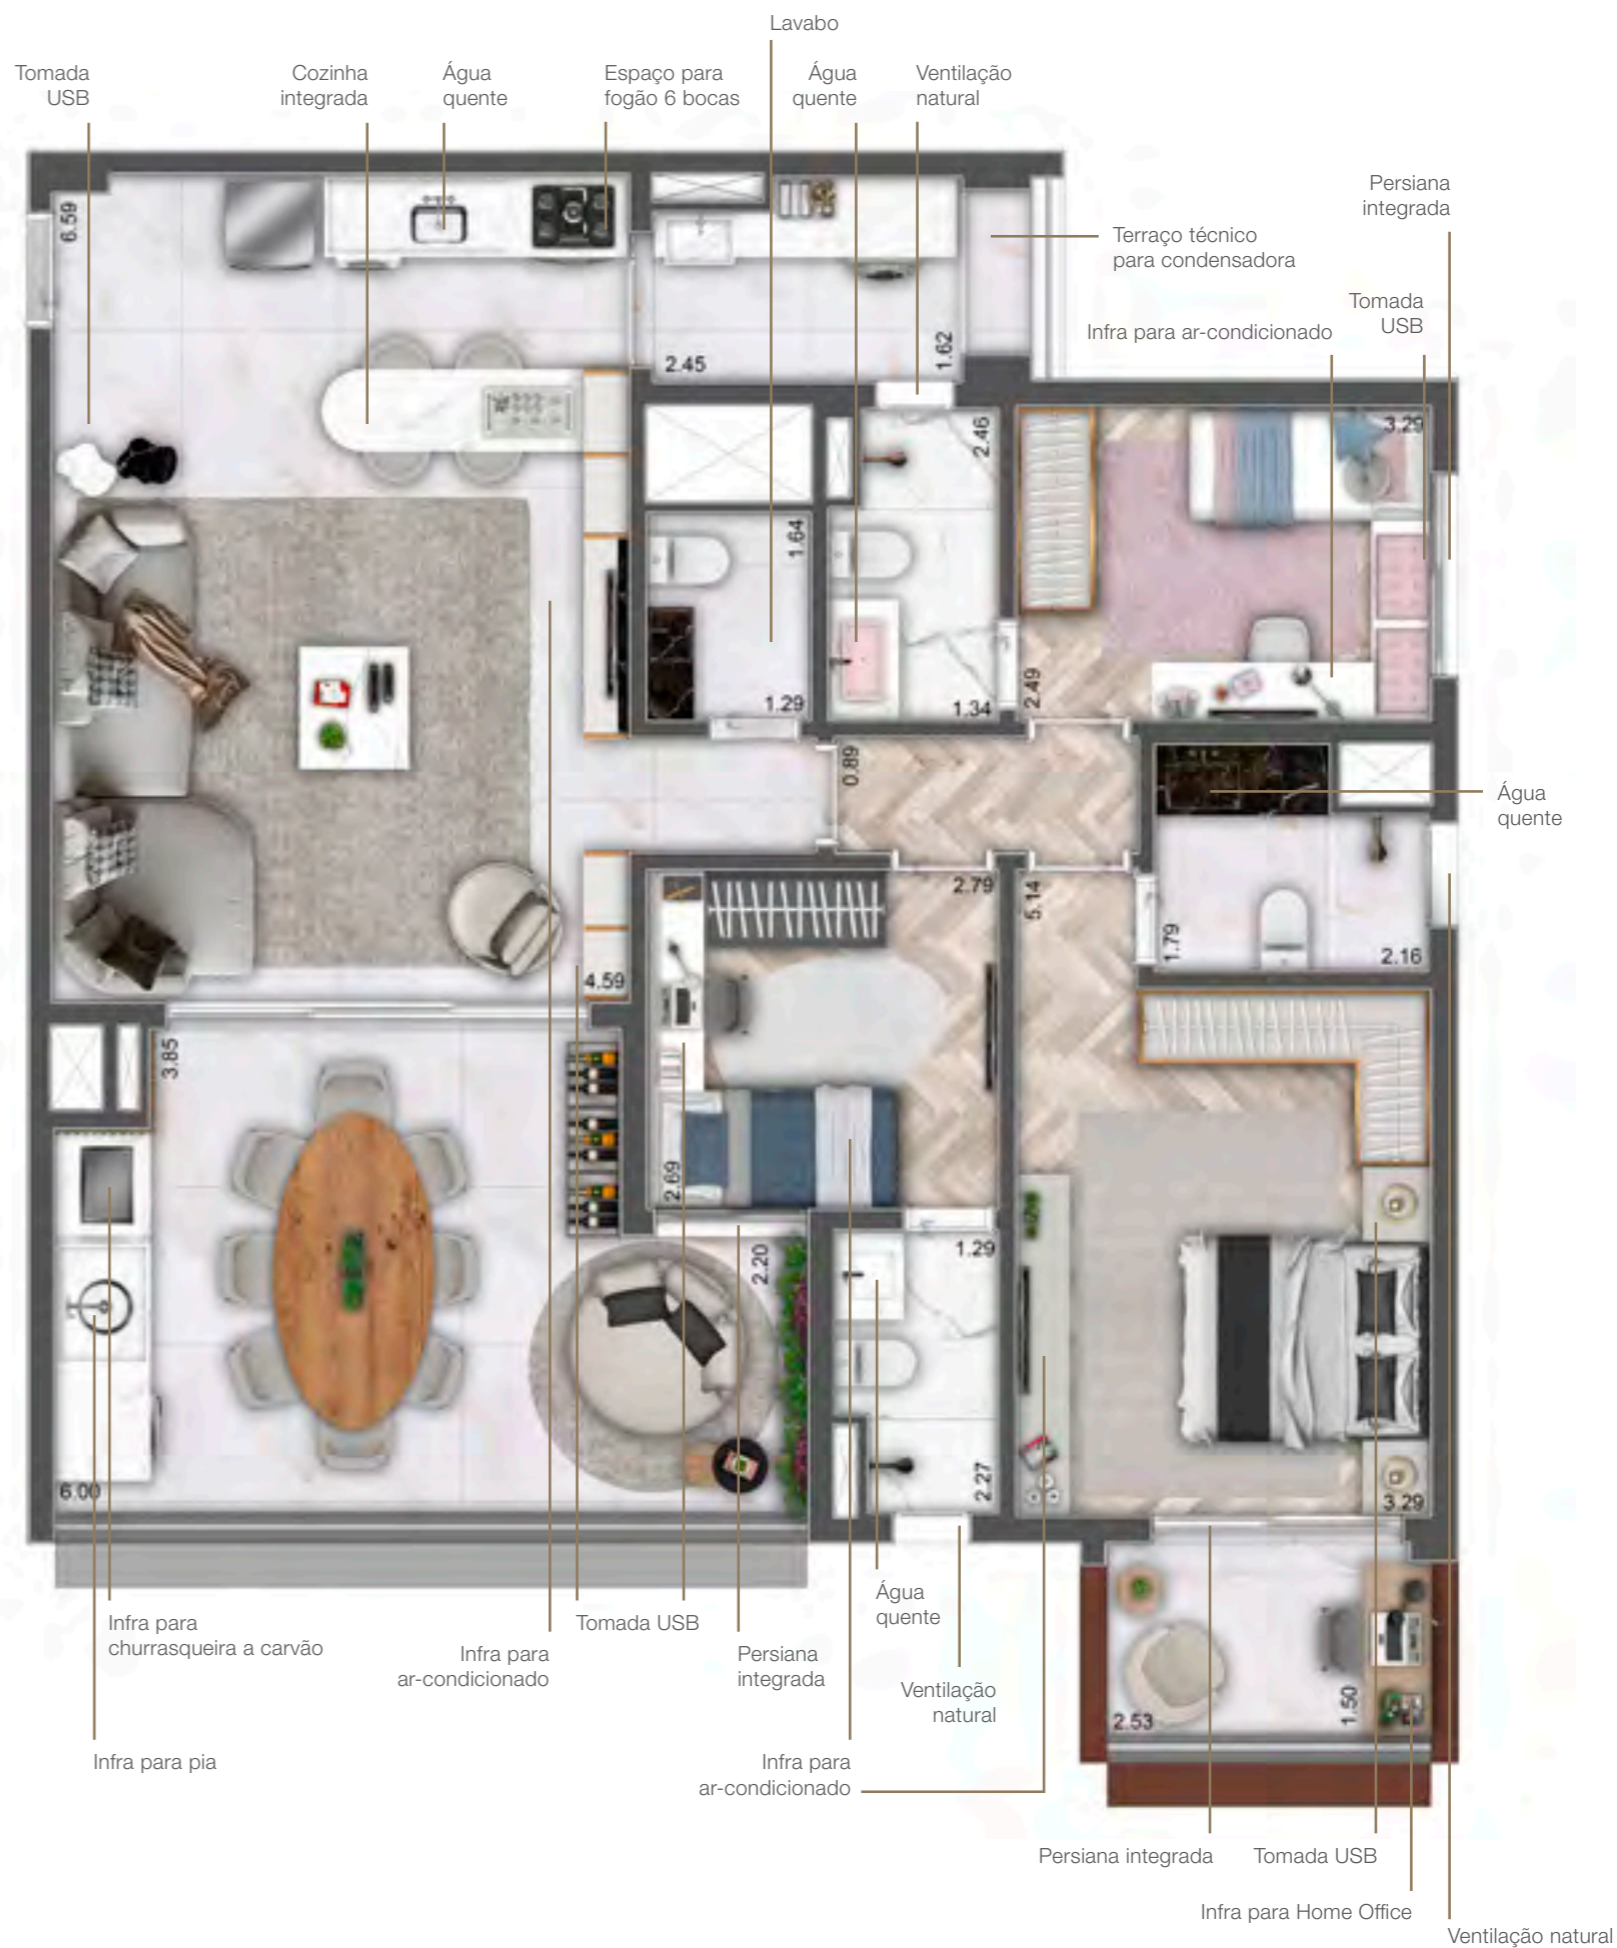 Lavabo
Tomada
USB
Cozinha
integrada
Água
quente
Espaço para
fogão 6 bocas
Água
quente
Ventilação
natural
Persiana
integrada
Terraço técnico
para condensadora
Tomada
USB
Infra para ar-condicionado
6.59
2.45
1.62
2.46
3.29
1.64
1.29
1.34
2.49
0.89
Água
quente
2.79
5.14
1.79
2.16
4.59
3.85
2.69
2.20
1.29
6.00
2.27
3.29
2.53
1.50
Infra para
churrasqueira a carvão
Infra para
ar-condicionado
Tomada USB
Persiana
integrada
Água
quente
Ventilação
natural
Infra para pia
Infra para
ar-condicionado
Persiana integrada
Tomada USB
Infra para Home Office
Ventilação natural